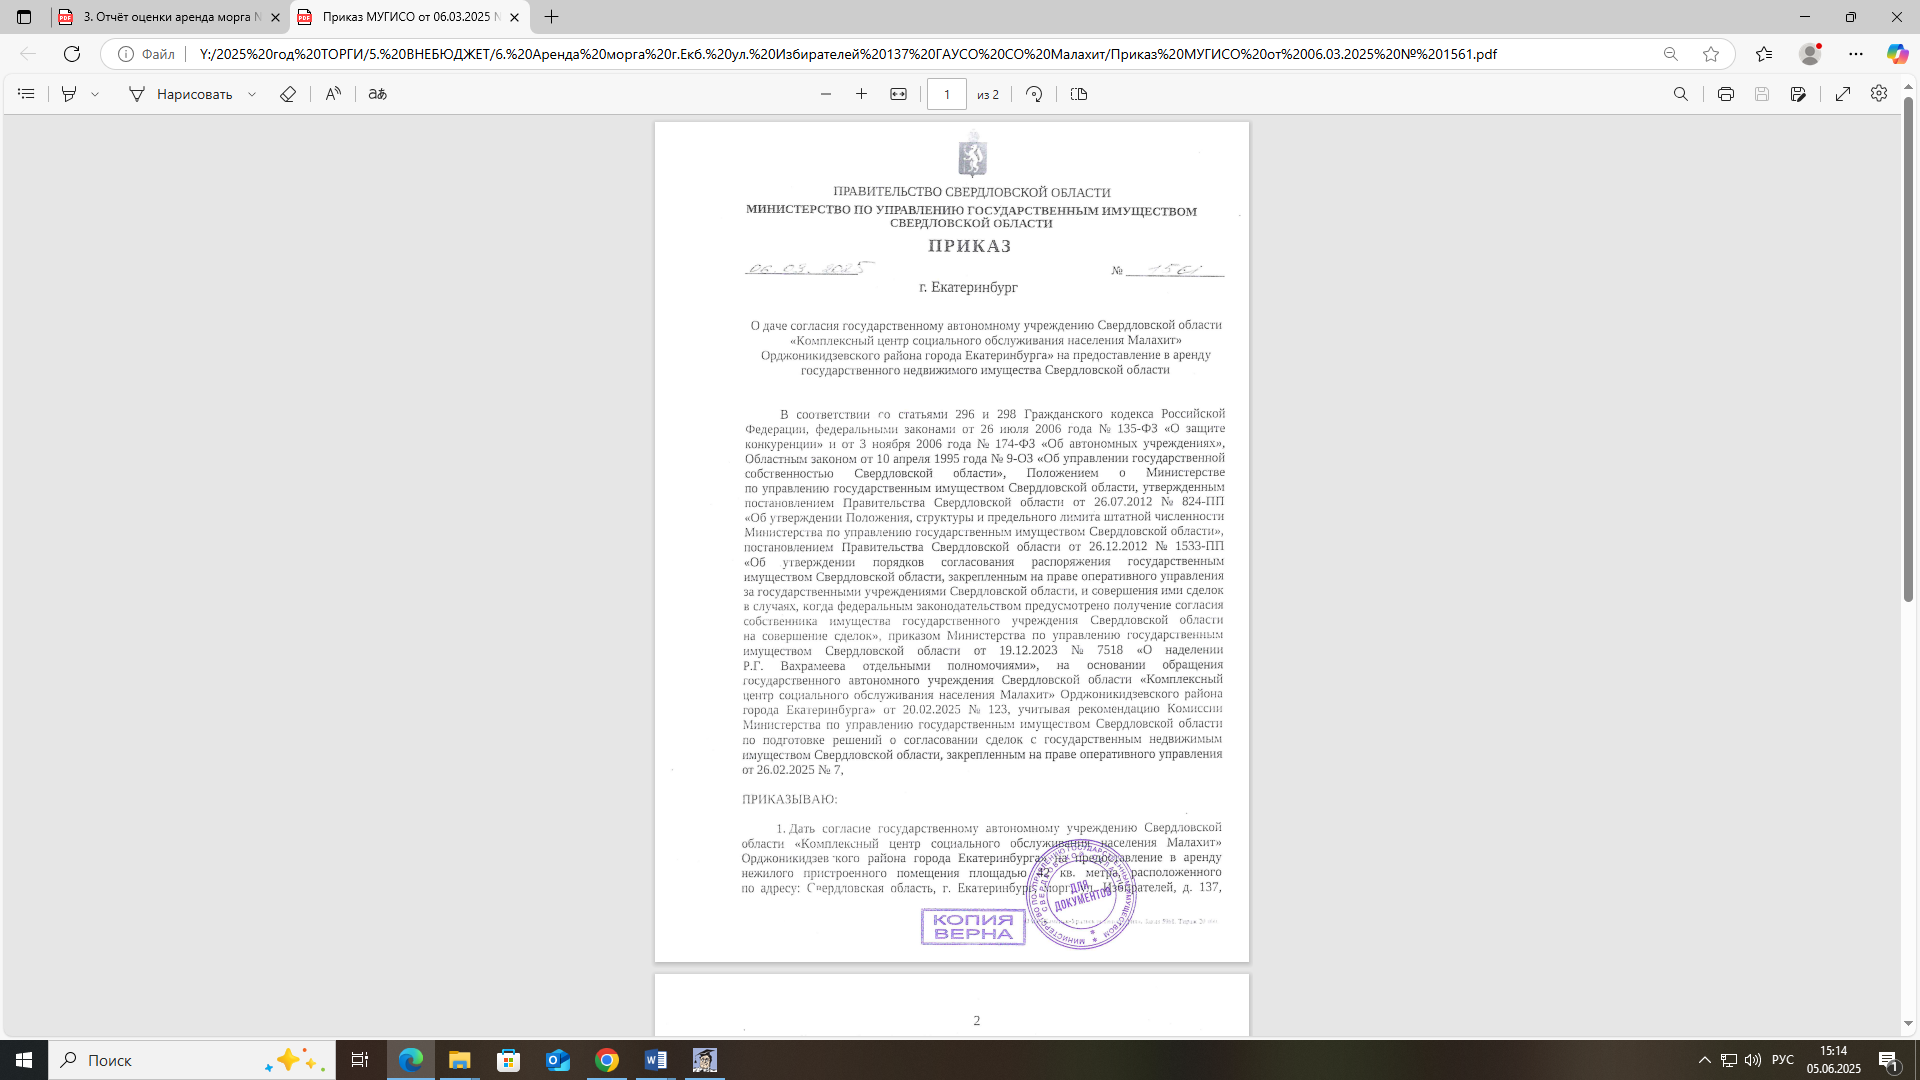 3. Отчёт оценки аренда морга №
Приказ МУГИСО от 06.03.2025 №
Файл
Y:/2025%20год%20ТОРГИ/5.%20ВНЕБЮДЖЕТ/6.%20Аренда%20морга%20г.Екб.%20ул.%20Избирателей%20137%20ГАУСО%20СО%20Малахит/Приказ%20МУГИСО%20от%2006.03.2025%20№%201561.pdf
Нарисовать
1 из 2
ПРАВИТЕЛЬСТВО СВЕРДЛОВСКОЙ ОБЛАСТИ
МИНИСТЕРСТВО ПО УПРАВЛЕНИЮ ГОСУДАРСТВЕННЫМ ИМУЩЕСТВОМ
СВЕРДЛОВСКОЙ ОБЛАСТИ
ПРИКАЗ
06.03.2025 № 1561
г. Екатеринбург
О даче согласия государственному автономному учреждению Свердловской области
«Комплексный центр социального обслуживания населения Малахит»
Орджоникидзевского района города Екатеринбурга» на предоставление в аренду
государственного недвижимого имущества Свердловской области
В соответствии со статьями 296 и 298 Гражданского кодекса Российской
Федерации, федеральными законами от 26 июля 2006 года № 135-ФЗ «О защите
конкуренции» и от 3 ноября 2006 года № 174-ФЗ «Об автономных учреждениях»,
Областным законом от 10 апреля 1995 года № 9-ОЗ «Об управлении государственной
собственностью Свердловской области», Положением о Министерстве
по управлению государственным имуществом Свердловской области, утвержденным
постановлением Правительства Свердловской области от 26.07.2012 № 824-ПП
«Об утверждении Положения, структуры и предельного лимита штатной численности
Министерства по управлению государственным имуществом Свердловской области»,
постановлением Правительства Свердловской области от 26.12.2012 № 1533-ПП
«Об утверждении порядков согласования распоряжения государственным
имуществом Свердловской области, закрепленным на праве оперативного управления
за государственными учреждениями Свердловской области, и совершения ими сделок
в случаях, когда федеральным законодательством предусмотрено получение согласия
собственника имущества государственного учреждения Свердловской области
на совершение сделок», приказом Министерства по управлению государственным
имуществом Свердловской области от 19.12.2023 № 7518 «О наделении
Р.Г. Вахрамеева отдельными полномочиями», на основании обращения
государственного автономного учреждения Свердловской области «Комплексный
центр социального обслуживания населения Малахит» Орджоникидзевского района
города Екатеринбурга» от 20.02.2025 № 123, учитывая рекомендацию Комиссии
Министерства по управлению государственным имуществом Свердловской области
по подготовке решений о согласовании сделок с государственным недвижимым
имуществом Свердловской области, закрепленным на праве оперативного управления
от 26.02.2025 № 7,
ПРИКАЗЫВАЮ:
1. Дать согласие государственному автономному учреждению Свердловской
области «Комплексный центр социального обслуживания населения Малахит»
Орджоникидзевского района города Екатеринбурга» на предоставление в аренду
нежилого пристроенного помещения площадью 42 кв. метра, расположенного
по адресу: Свердловская область, г. Екатеринбург, морг, ул. Избирателей, д. 137,
КОПИЯ
ВЕРНА
ДЛЯ
ДОКУМЕНТОВ
МИНИСТЕРСТВО ПО УПРАВЛЕНИЮ ГОСУДАРСТВЕННЫМ ИМУЩЕСТВОМ
СВЕРДЛОВСКОЙ ОБЛАСТИ
2
Поиск
РУС
15:14
05.06.2025
1